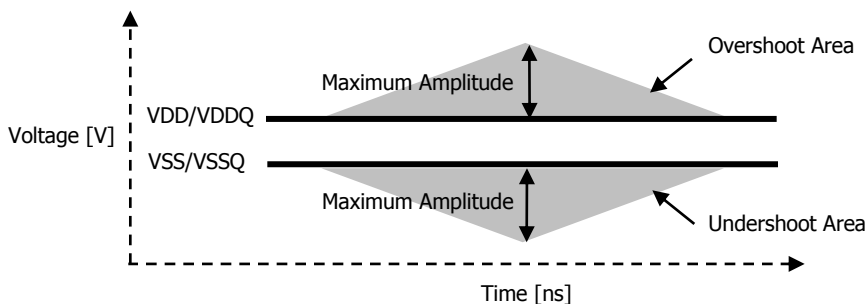 Overshoot Area
Maximum Amplitude
VDD/VDDQ
Voltage [V]
VSS/VSSQ
Maximum Amplitude
Undershoot Area
Time [ns]